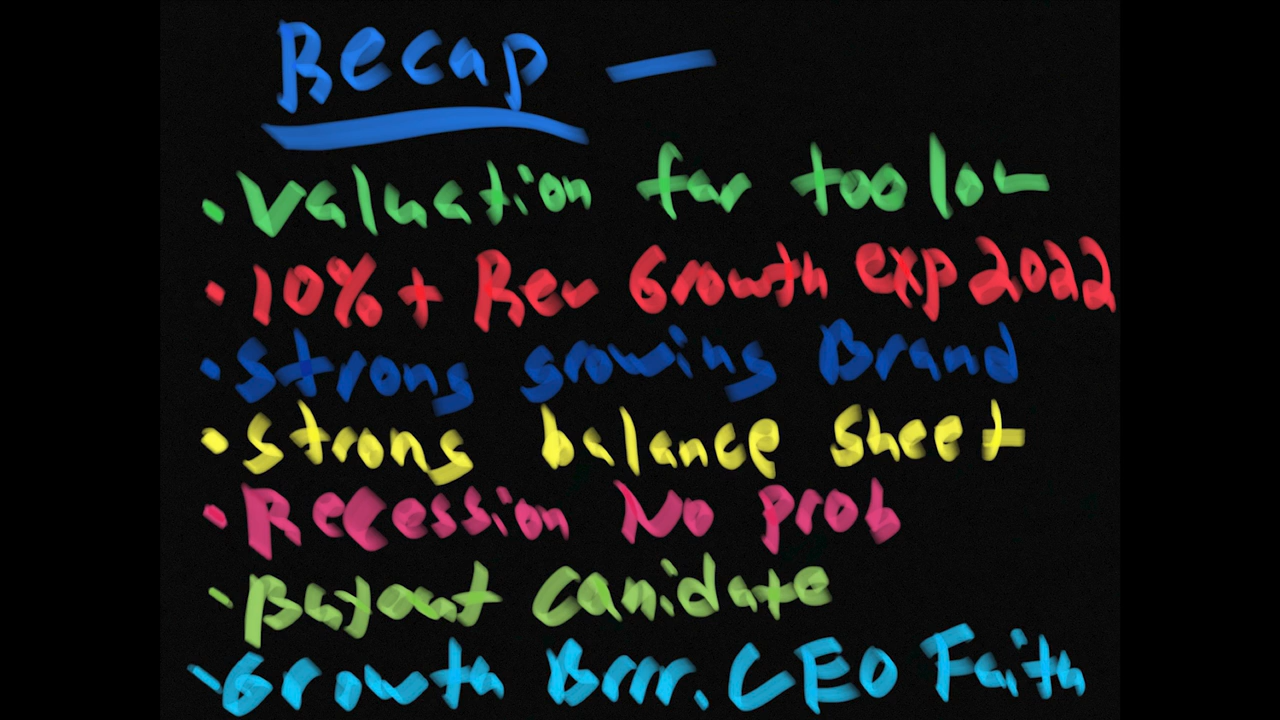 Recap —
• Valuation far too low
• 10% + Rev Growth exp 2022
• Strong growing Brand
• Strong balance sheet
• Recession No prob
• Buyout Canidate
• Growth Brrr. CEO Faith